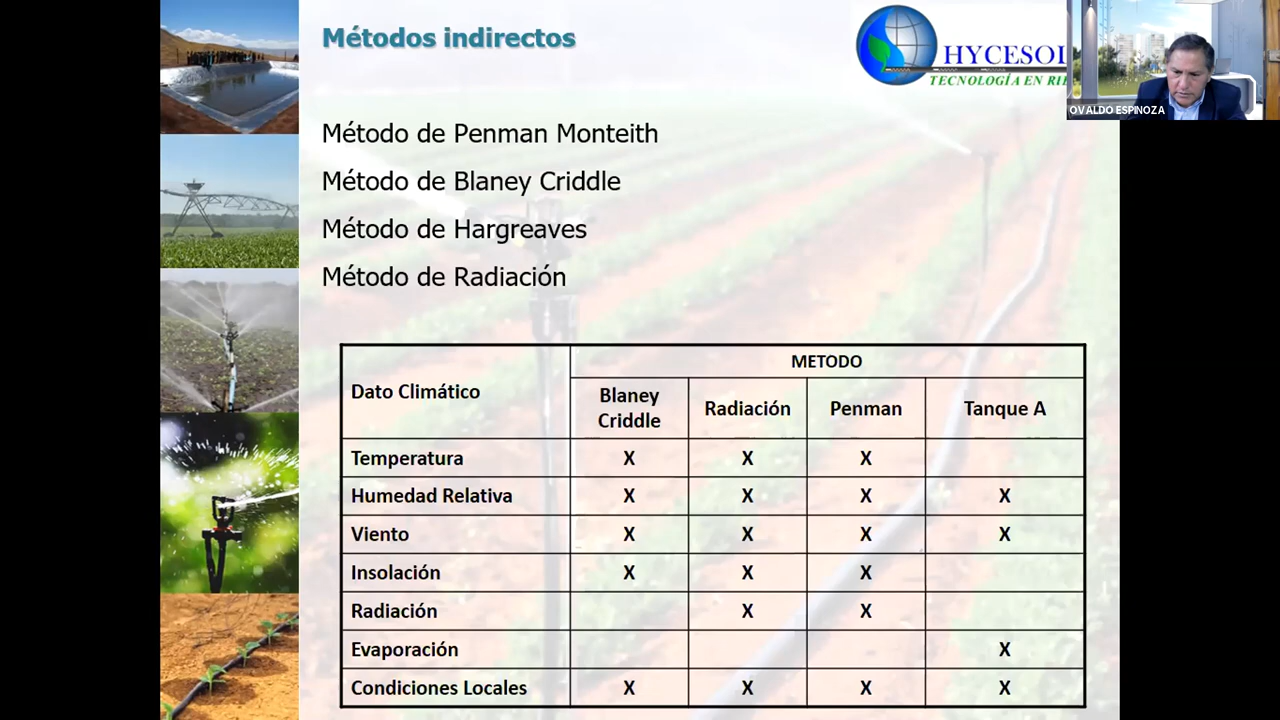 Métodos indirectos
HYCESOL
TECNOLOGÍA EN RIE
OVALDO ESPINOZA
Método de Penman Monteith
Método de Blaney Criddle
Método de Hargreaves
Método de Radiación
Dato Climático
METODO
Blaney Criddle
Radiación
Penman
Tanque A
Temperatura X X X
Humedad Relativa X X X X
Viento X X X X
Insolación X X X
Radiación X X
Evaporación X
Condiciones Locales X X X X